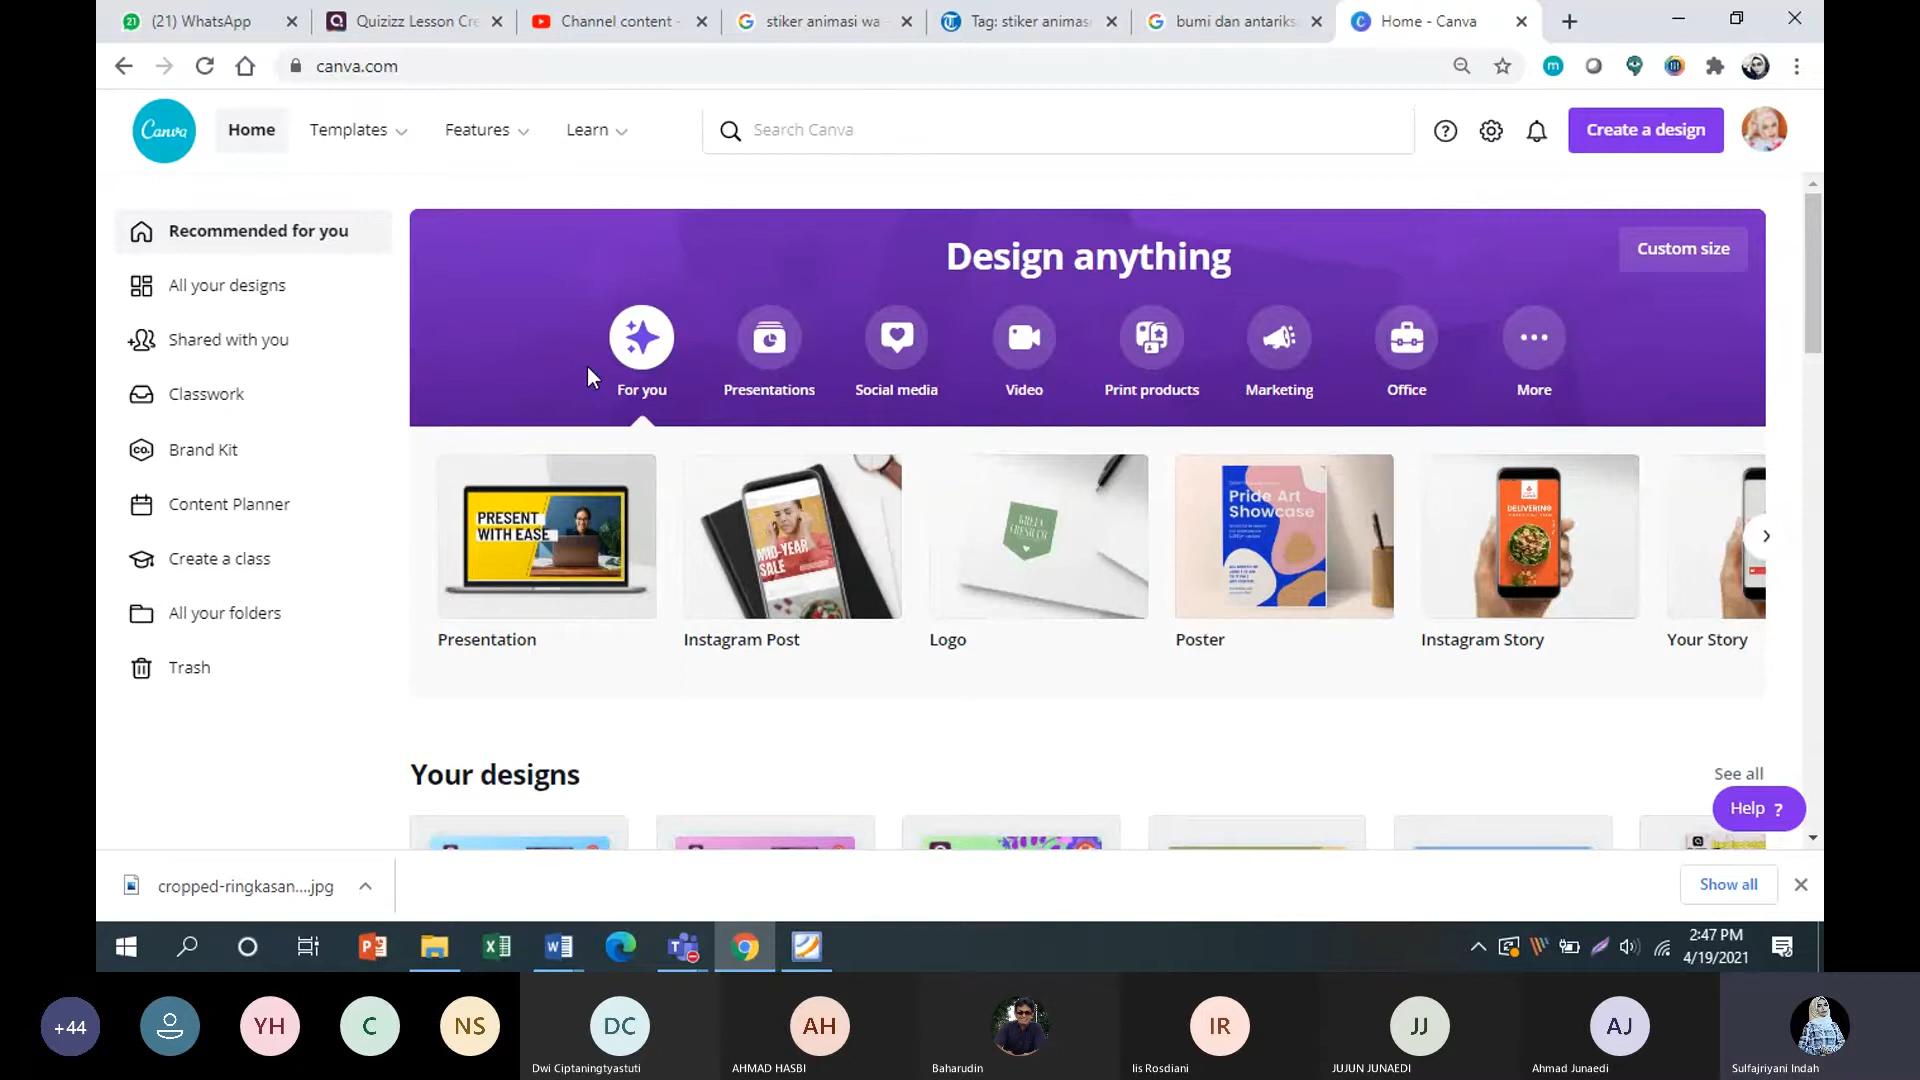 (21) WhatsApp
Quizizz Lesson Cre
Channel content -
stiker animasi wa -
Tag: stiker animas
bumi dan antariks
Home - Canva
canva.com
Canva
Home
Templates
Features
Learn
Search Canva
Create a design
Recommended for you
All your designs
Shared with you
Classwork
Brand Kit
Content Planner
Create a class
All your folders
Trash
Design anything
Custom size
For you
Presentations
Social media
Video
Print products
Marketing
Office
More
PRESENT
WITH EASE
MID-YEAR
SALE
GREEN
FRESH CO
Pride Art
Showcase
DELIVERING
Presentation
Instagram Post
Logo
Poster
Instagram Story
Your Story
Your designs
See all
Help ?
cropped-ringkasan....jpg
Show all
2:47 PM
4/19/2021
+44
YH
C
NS
DC
Dwi Ciptaningtyastuti
AH
AHMAD HASBI
Baharudin
IR
Iis Rosdiani
JJ
JUJUN JUNAEDI
AJ
Ahmad Junaedi
Sulfajriyani Indah